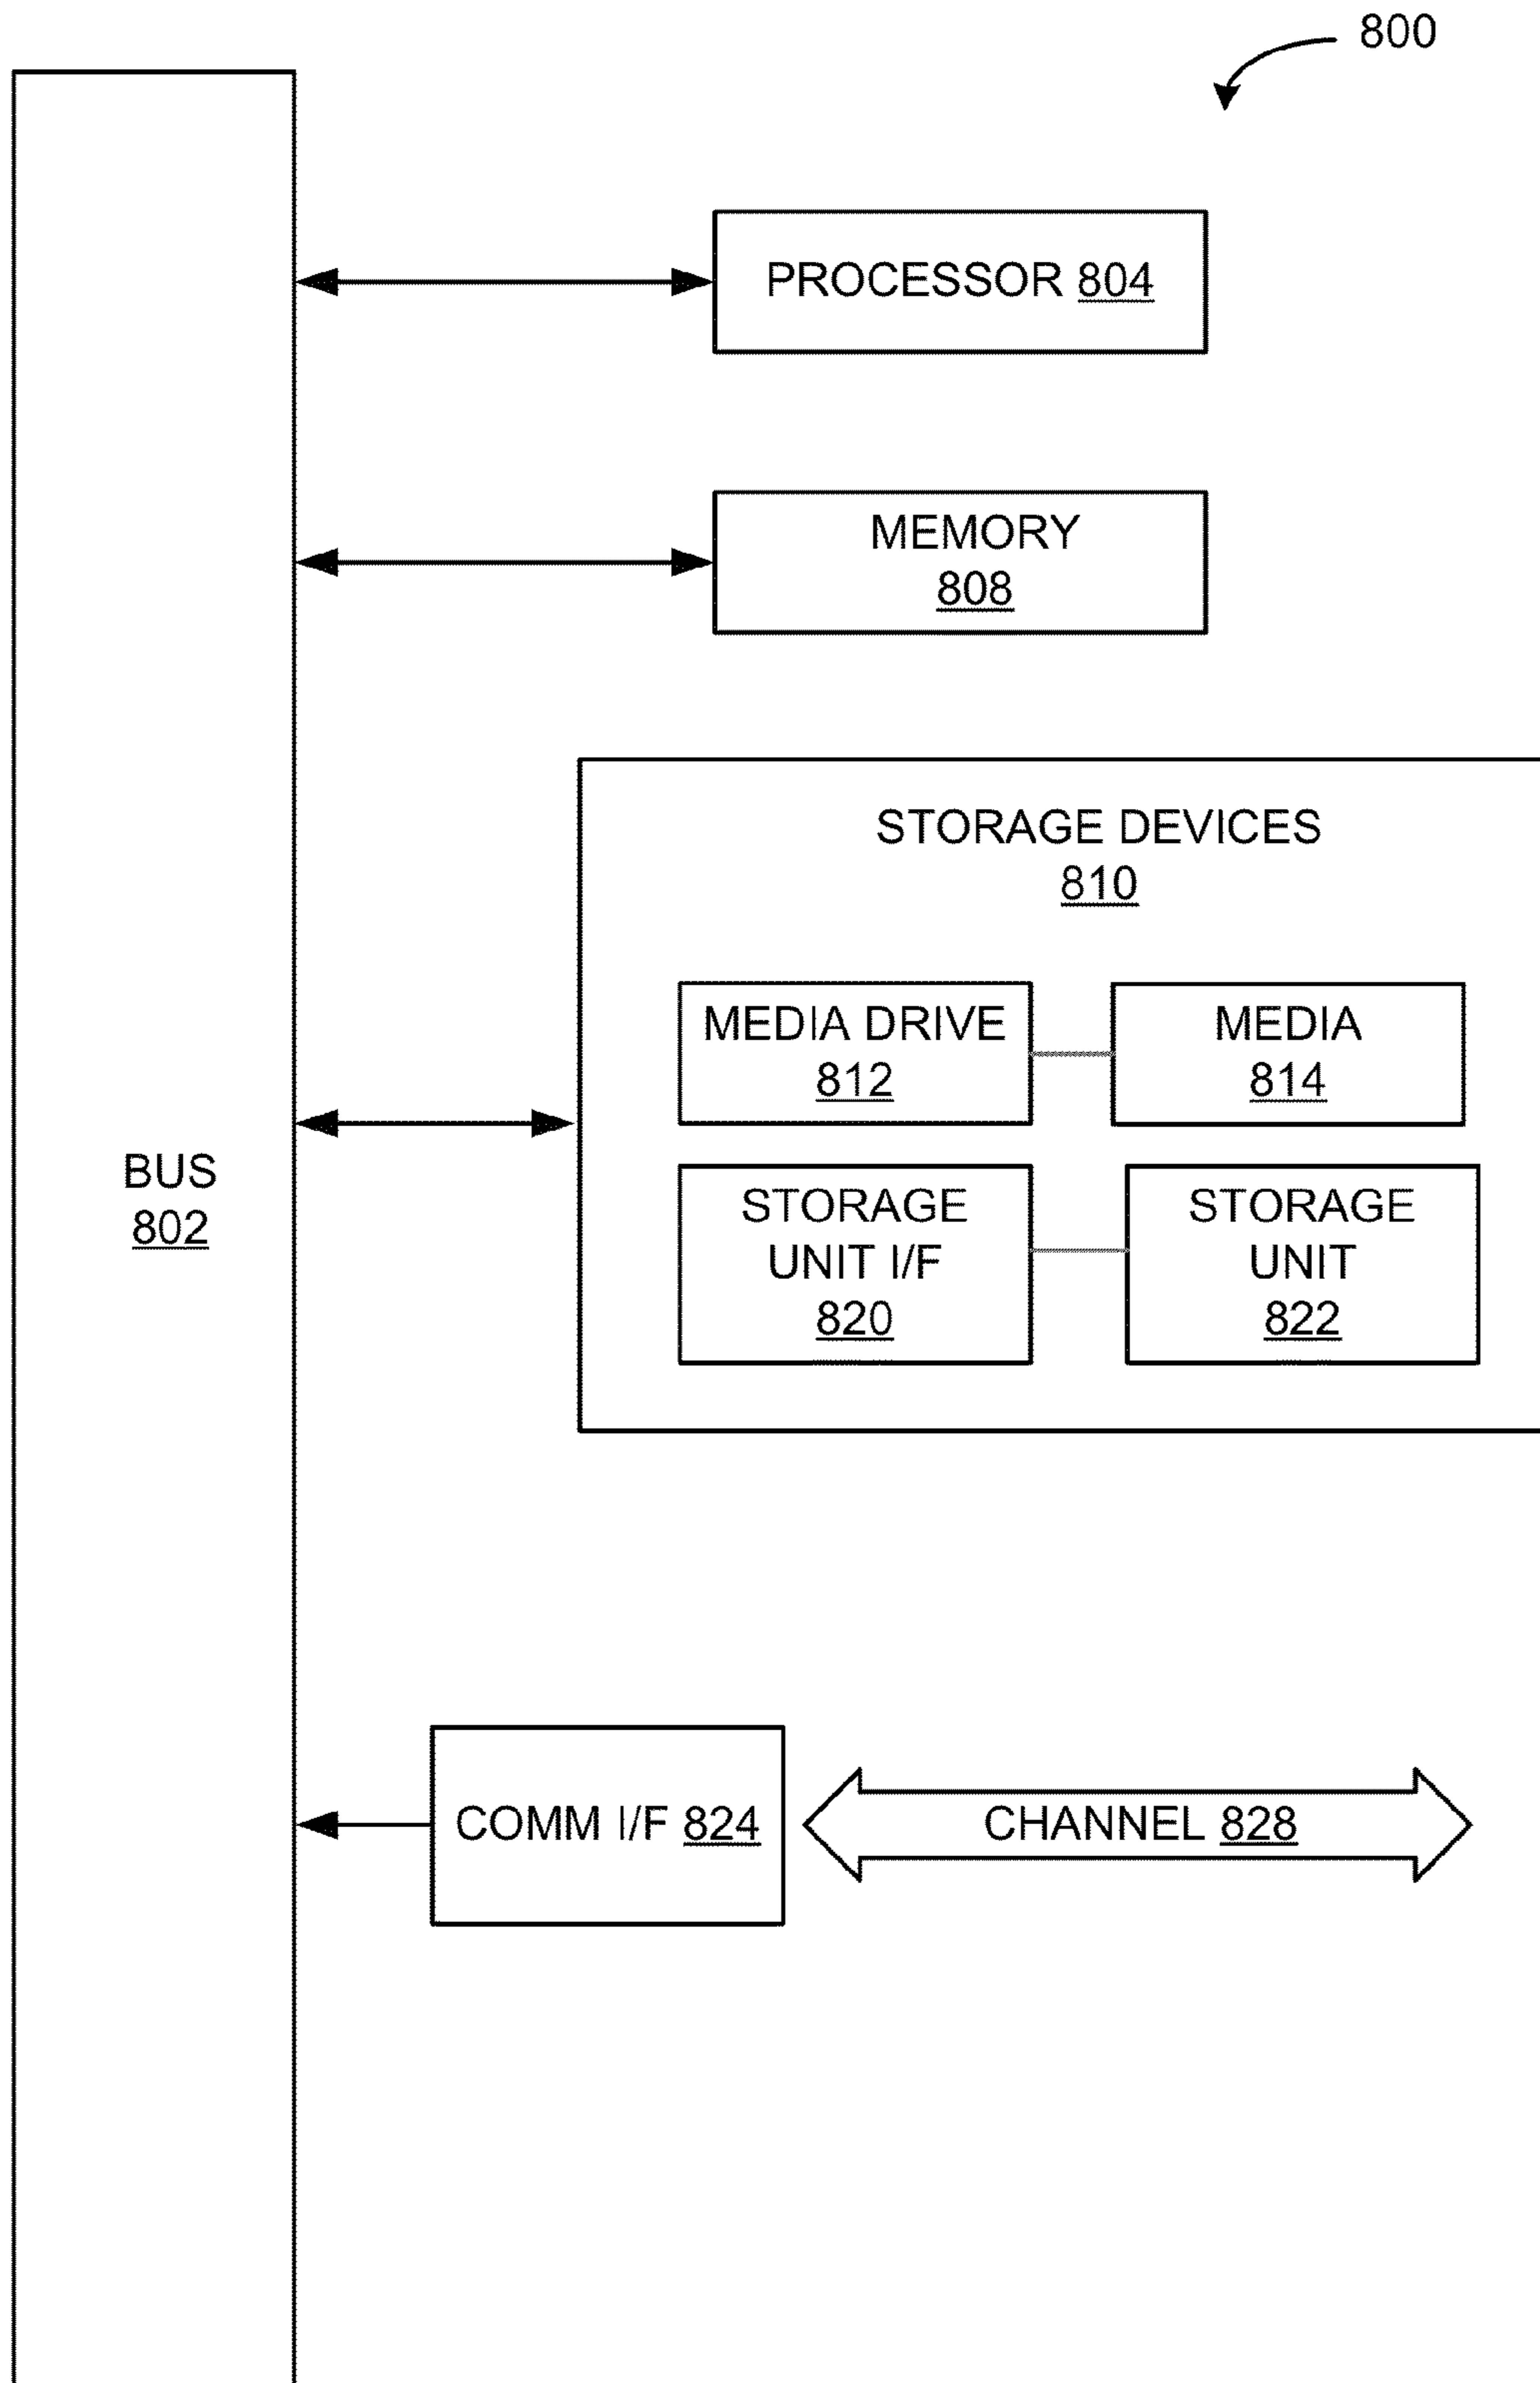 800
PROCESSOR 804
MEMORY
808
STORAGE DEVICES
810
MEDIA DRIVE
812
MEDIA
814
BUS
802
STORAGE
UNIT I/F
820
STORAGE
UNIT
822
COMM I/F 824
CHANNEL 828